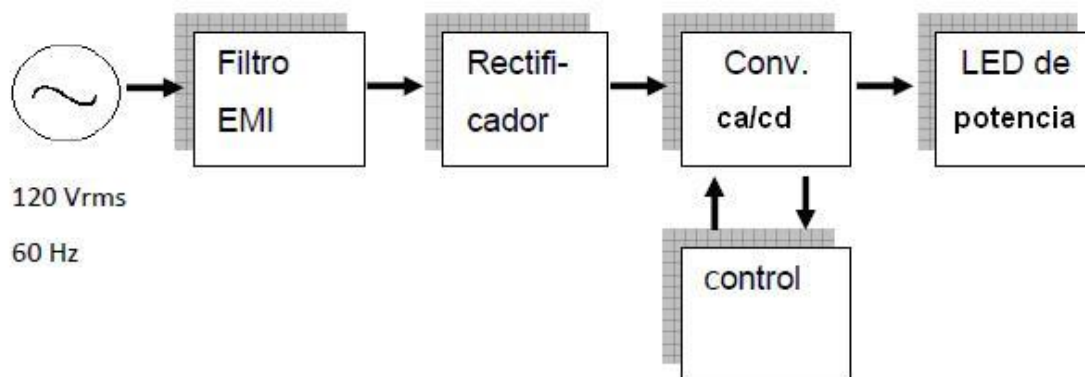 Filtro
EMI
Rectifi-
cador
Conv.
ca/cd
LED de
potencia
120 Vrms
60 Hz
control